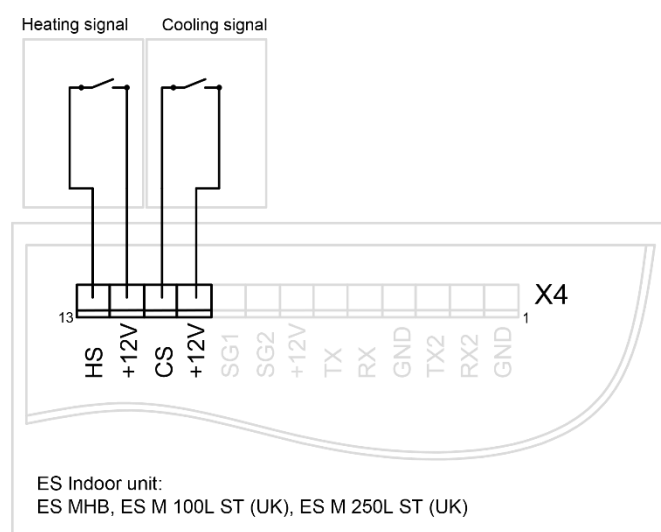 Heating signal Cooling signal
X4
13 1
HS +12V CS +12V SG1 SG2 +12V TX RX GND TX2 RX2 GND
ES Indoor unit:
ES MHB, ES M 100L ST (UK), ES M 250L ST (UK)